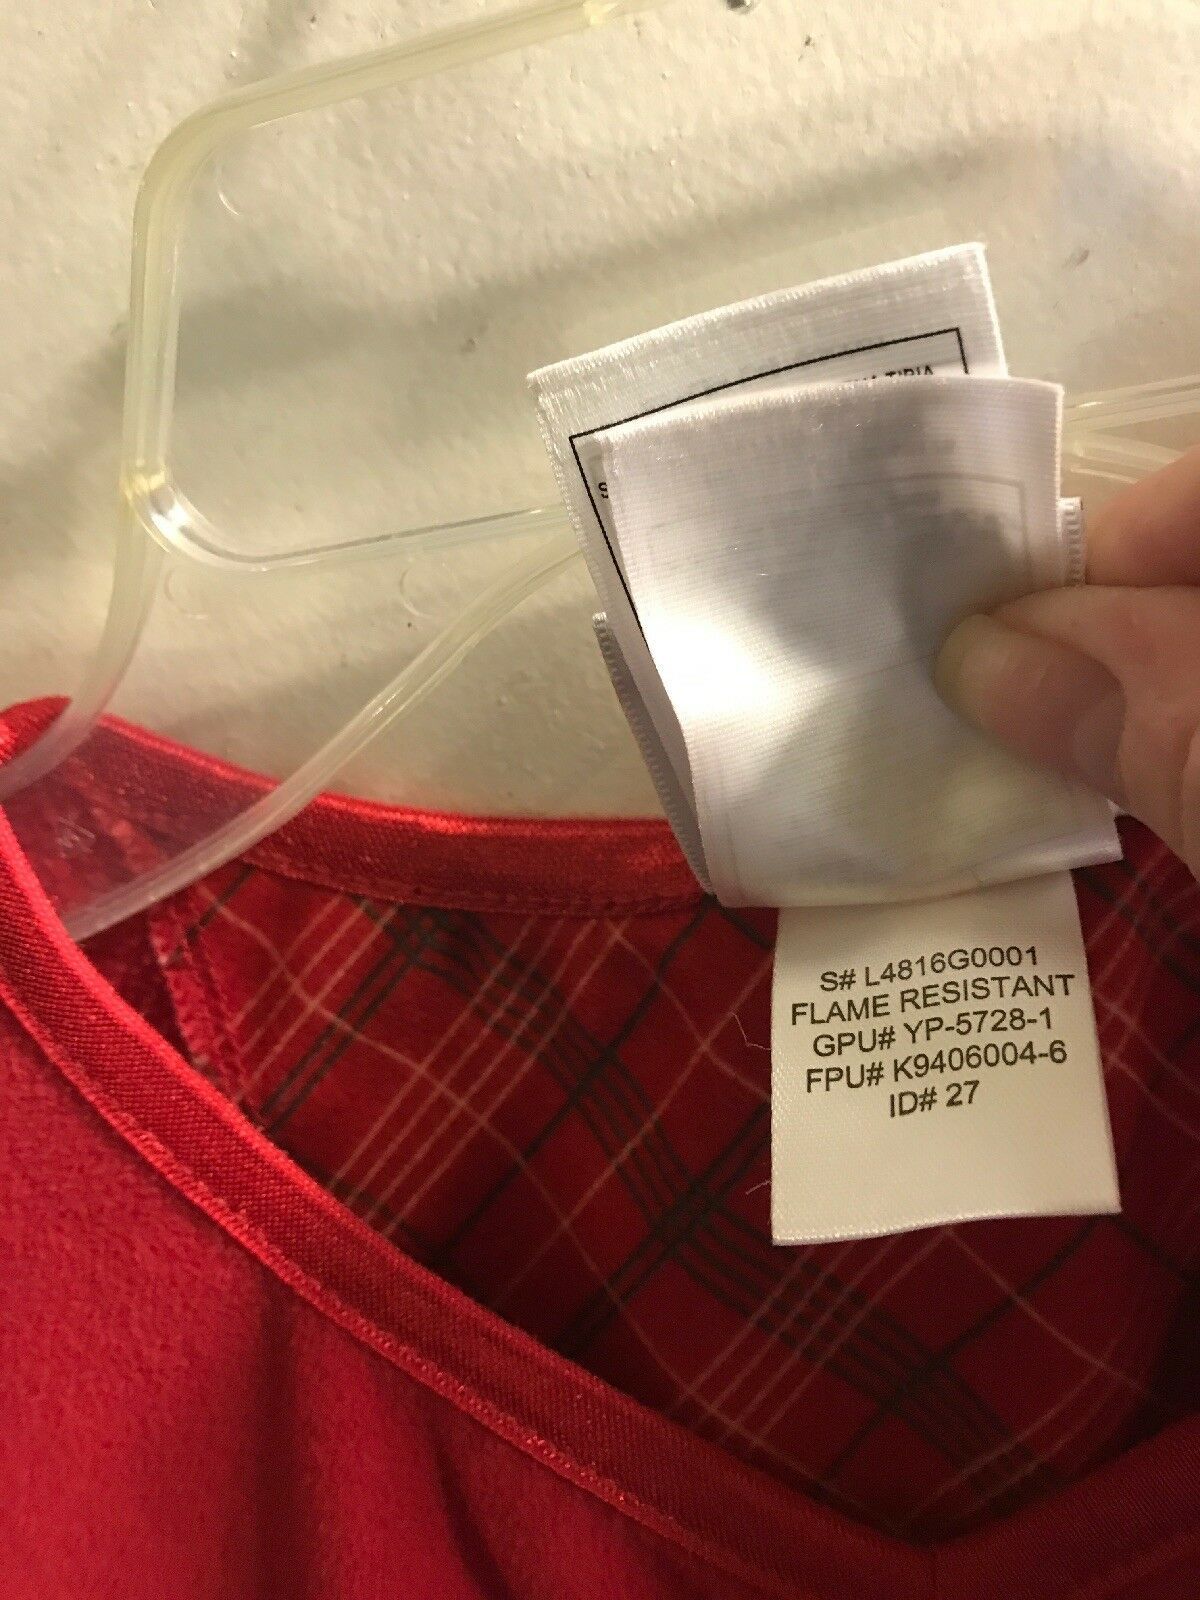 S# L4816G0001
FLAME RESISTANT
GPU# YP-5728-1
FPU# K9406004-6
ID# 27